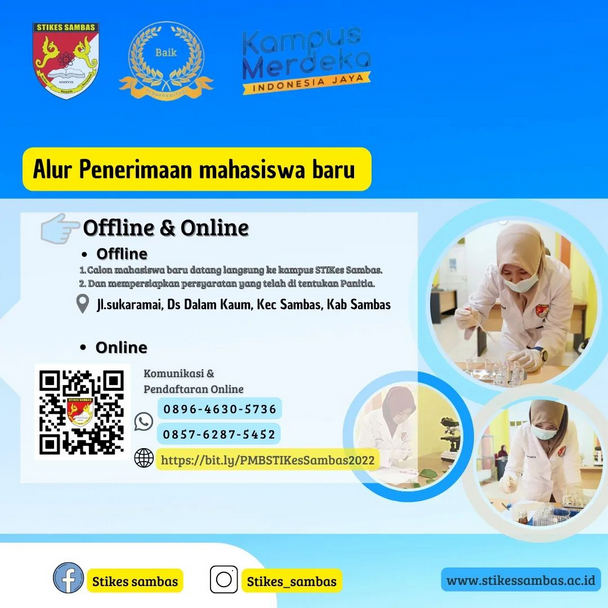 STIKES SAMBAS
Baik
Kampus
Merdeka
INDONESIA JAYA
Alur Penerimaan mahasiswa baru
Offline & Online
• Offline
1. Calon mahasiswa baru datang langsung ke kampus STIKes Sambas.
2. Dan mempersiapkan persyaratan yang telah di tentukan Panitia.
Jl.sukaramai, Ds Dalam Kaum, Kec Sambas, Kab Sambas
• Online
Komunikasi &
Pendaftaran Online
0896-4630-5736
0857-6287-5452
https://bit.ly/PMBSTIKesSambas2022
Stikes sambas
Stikes_sambas
www.stikessambas.ac.id